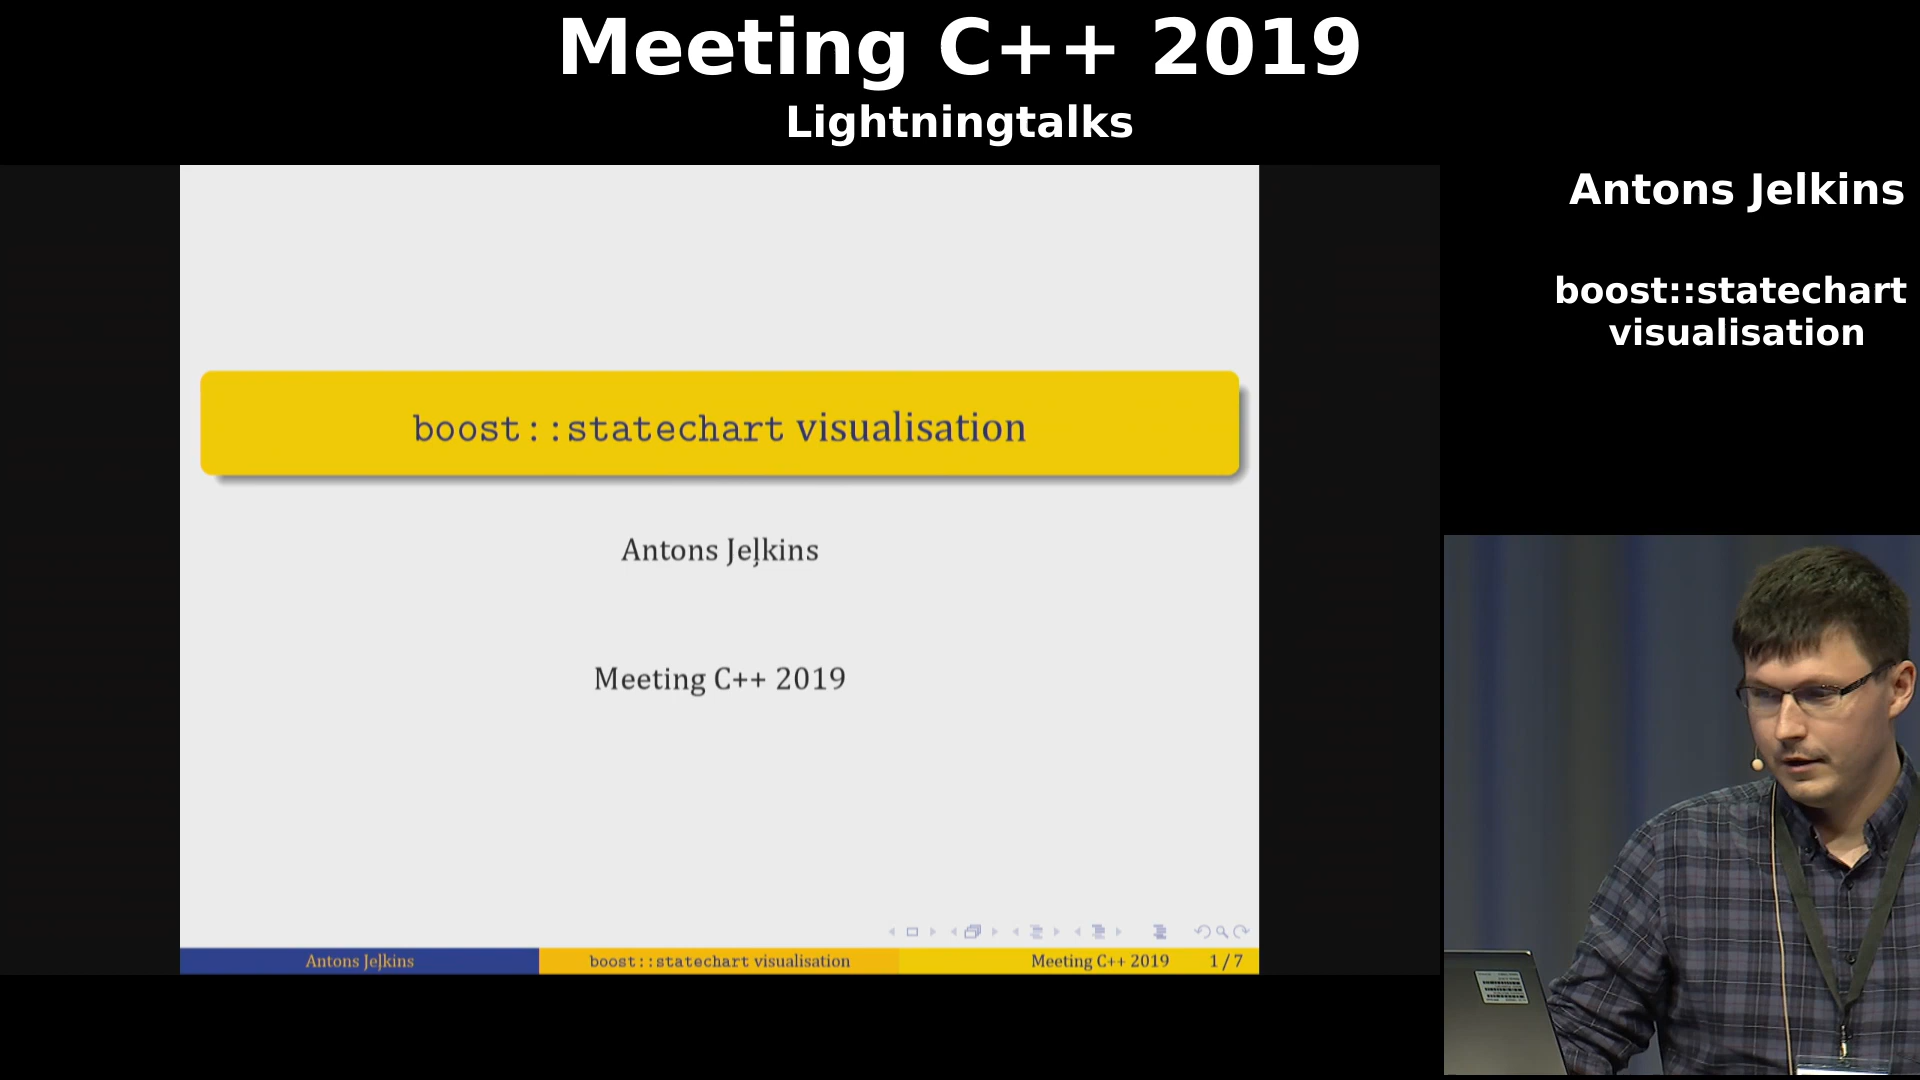 Meeting C++ 2019
Lightningtalks
Antons Jelkins
boost::statechart
visualisation
boost::statechart visualisation
Antons Jeļkins
Meeting C++ 2019
Antons Jeļkins
boost::statechart visualisation
Meeting C++ 2019
1 / 7